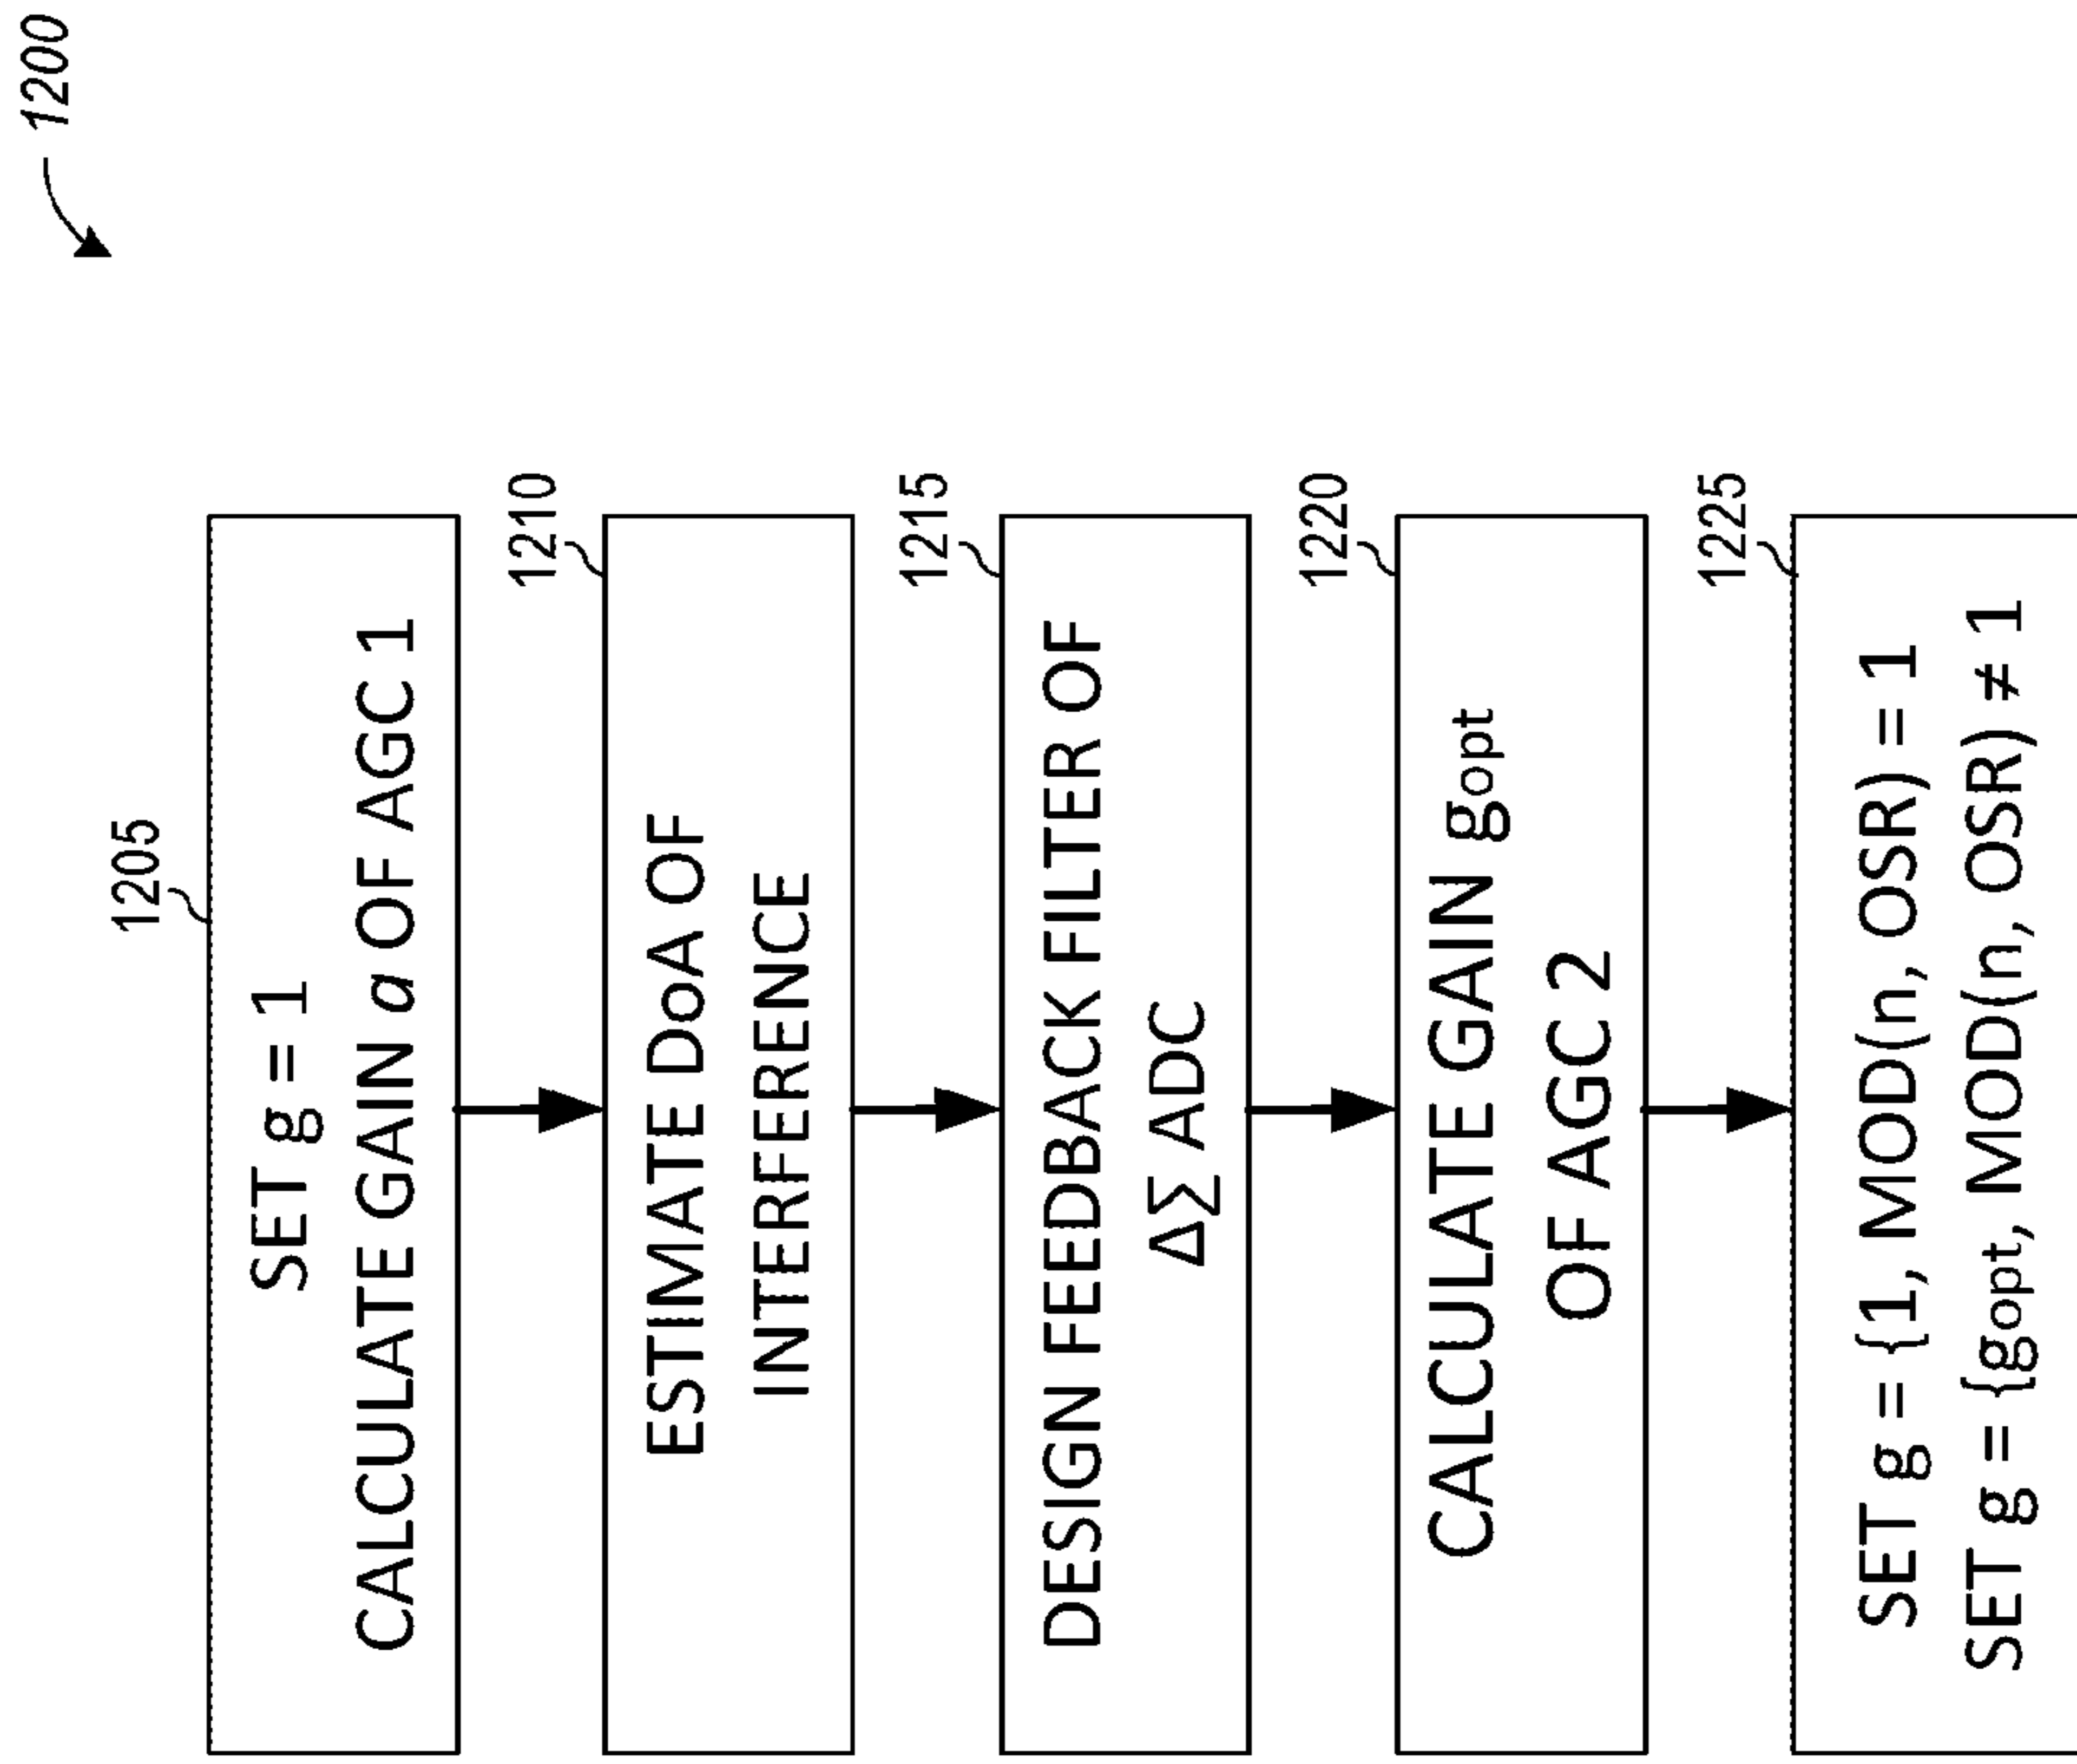 1200
1205
SET g = 1
CALCULATE GAIN a OF AGC 1
1210
ESTIMATE DoA OF
INTERFERENCE
1215
DESIGN FEEDBACK FILTER OF
ΔΣ ADC
1220
CALCULATE GAIN gopt
OF AGC 2
1225
SET g = {1, MOD(n, OSR) = 1
SET g = {gopt, MOD(n, OSR) ≠ 1